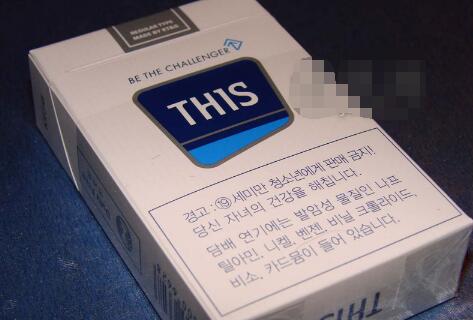 REGULAR TYPE
MADE BY KT&G
BE THE CHALLENGER
THIS
경고 : ⑲세미만 청소년에게 판매 금지!
당신 자녀의 건강을 해칩니다.
담배 연기에는 발암성 물질인 나프
틸아민, 니켈, 벤젠, 비닐 크롤라이드,
비소, 카드뮴이 들어 있습니다.
THIS